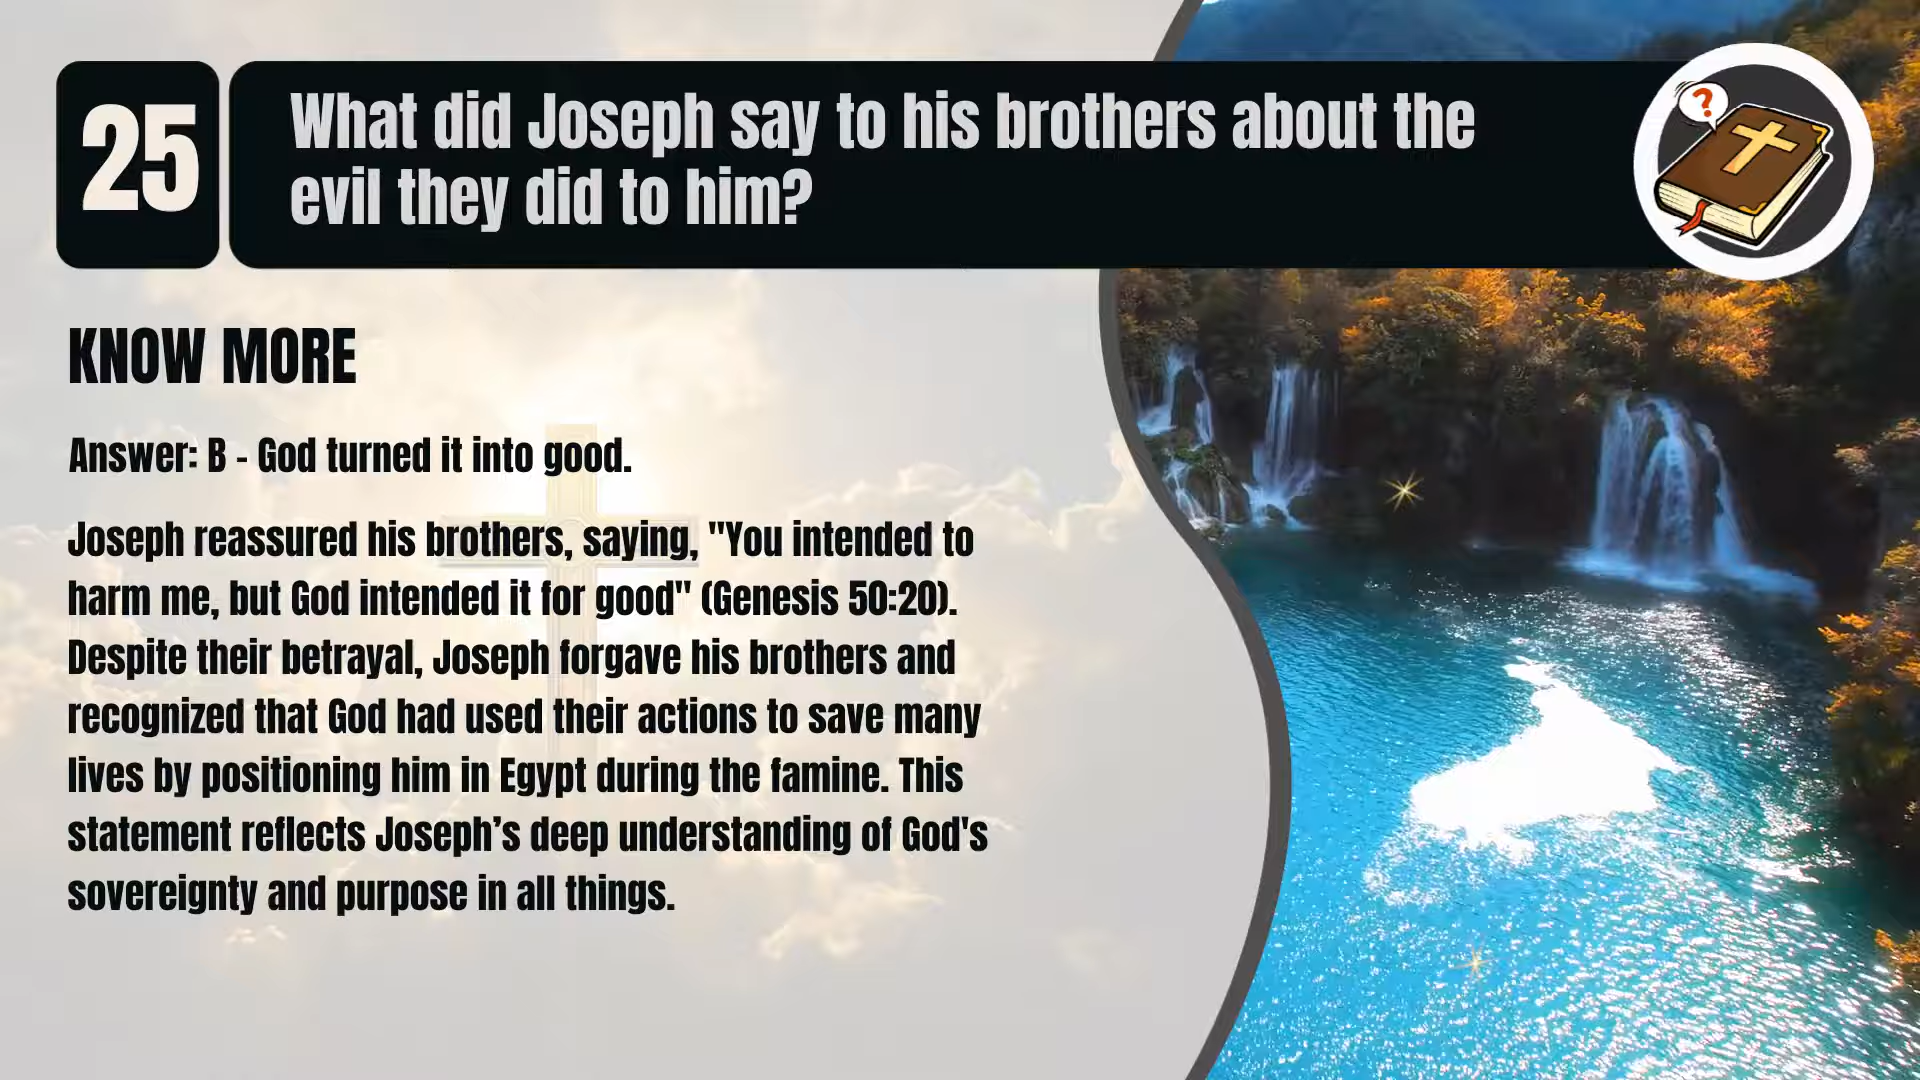 25
What did Joseph say to his brothers about the
evil they did to him?
?
KNOW MORE
Answer: B - God turned it into good.
Joseph reassured his brothers, saying, "You intended to
harm me, but God intended it for good" (Genesis 50:20).
Despite their betrayal, Joseph forgave his brothers and
recognized that God had used their actions to save many
lives by positioning him in Egypt during the famine. This
statement reflects Joseph’s deep understanding of God's
sovereignty and purpose in all things.